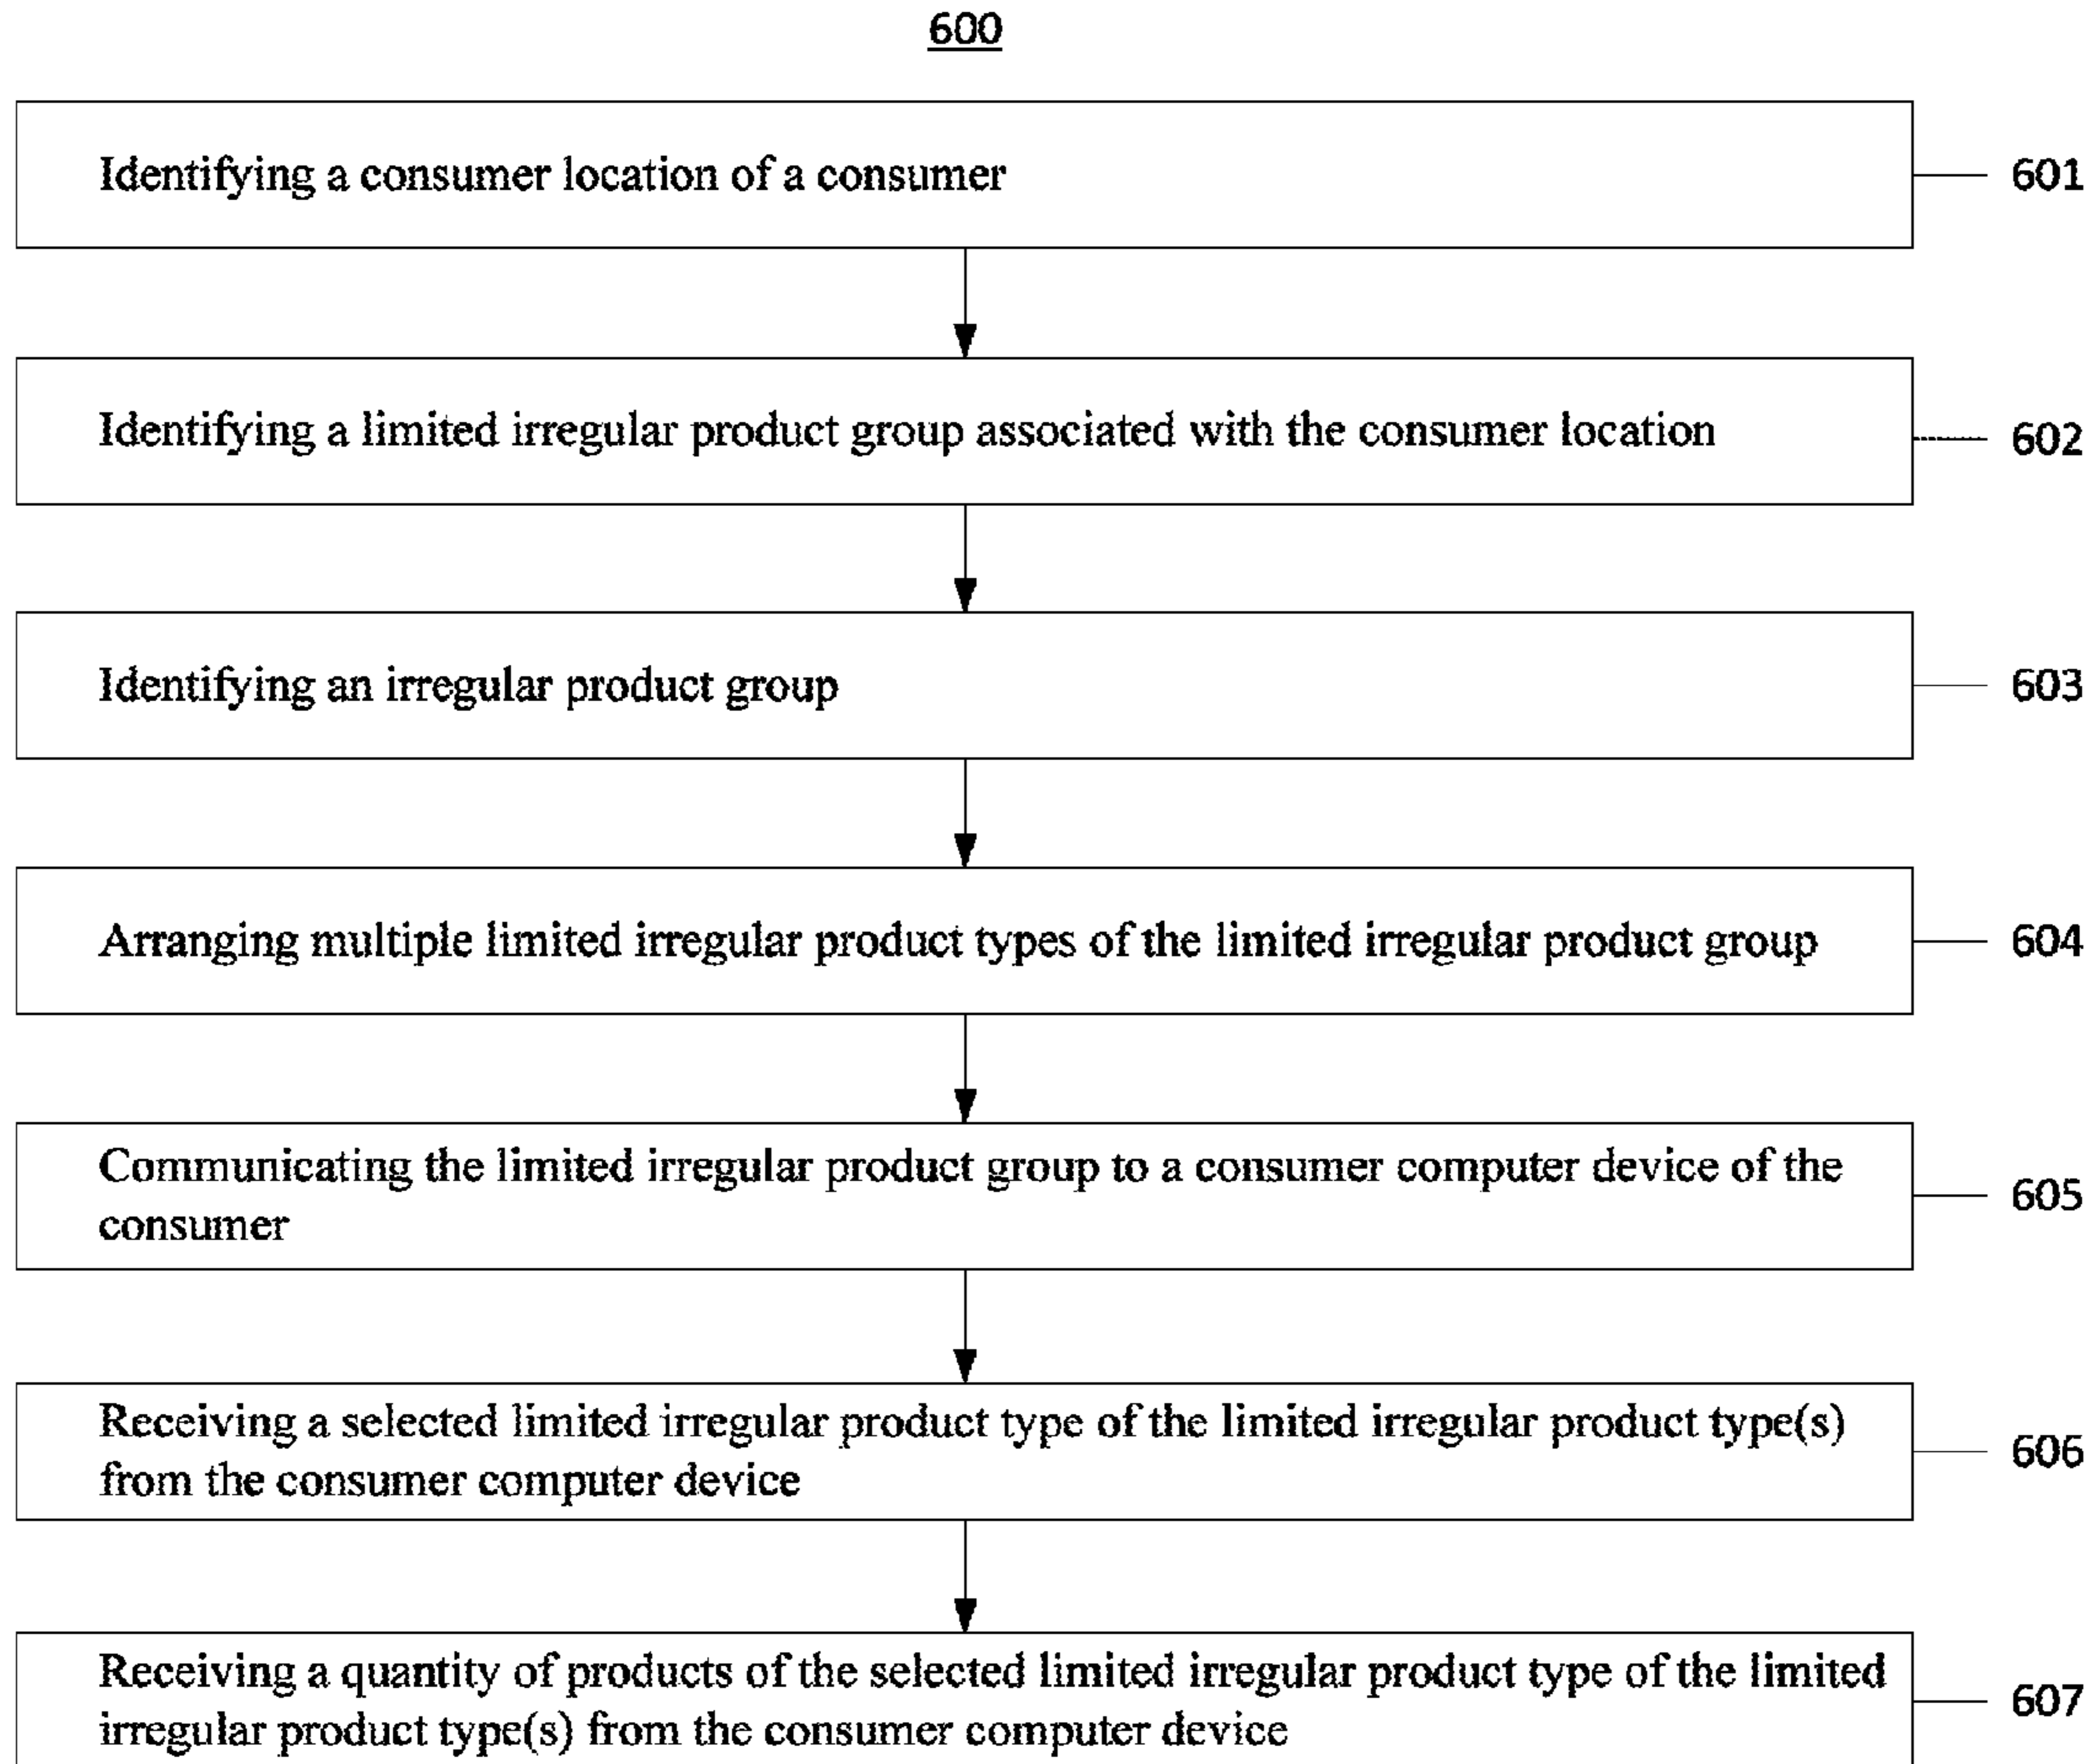 600
Identifying a consumer location of a consumer
601
Identifying a limited irregular product group associated with the consumer location
602
Identifying an irregular product group
603
Arranging multiple limited irregular product types of the limited irregular product group
604
Communicating the limited irregular product group to a consumer computer device of the
consumer
605
Receiving a selected limited irregular product type of the limited irregular product type(s)
from the consumer computer device
606
Receiving a quantity of products of the selected limited irregular product type of the limited
irregular product type(s) from the consumer computer device
607